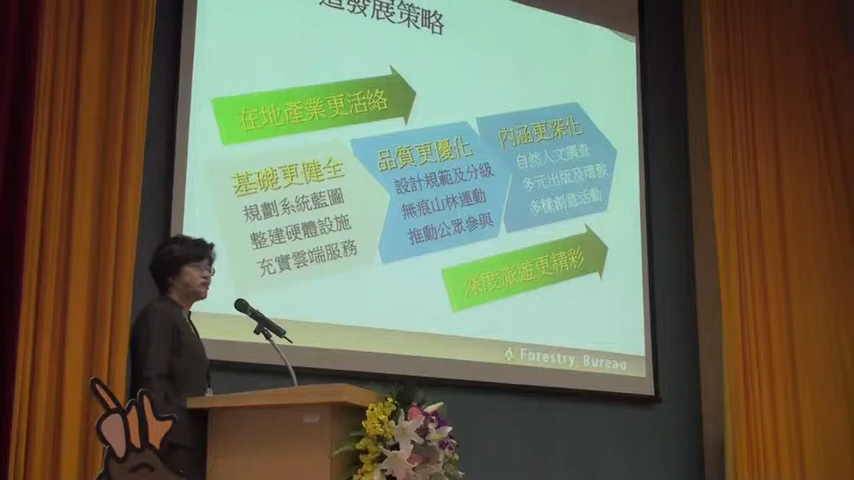 道發展策略
在地產業更活絡
基礎更健全
規劃系統藍圖
整建硬體設施
充實雲端服務
品質更優化
設計規範及分級
無痕山林運動
推動公眾參與
內涵更深化
自然人文調查
多元出版及環教
多樣創意活動
深度旅遊更精彩
Forestry Bureau